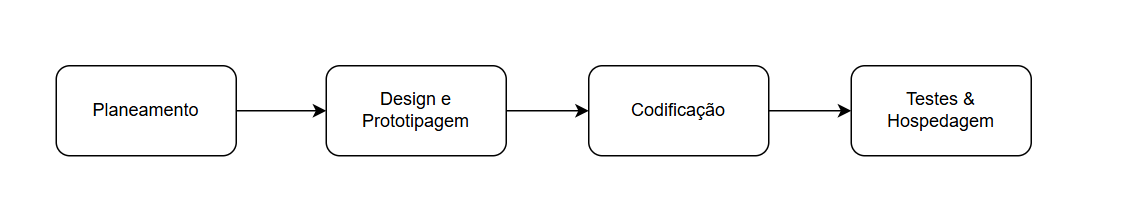 Planeamento
Design e
Prototipagem
Codificação
Testes &
Hospedagem